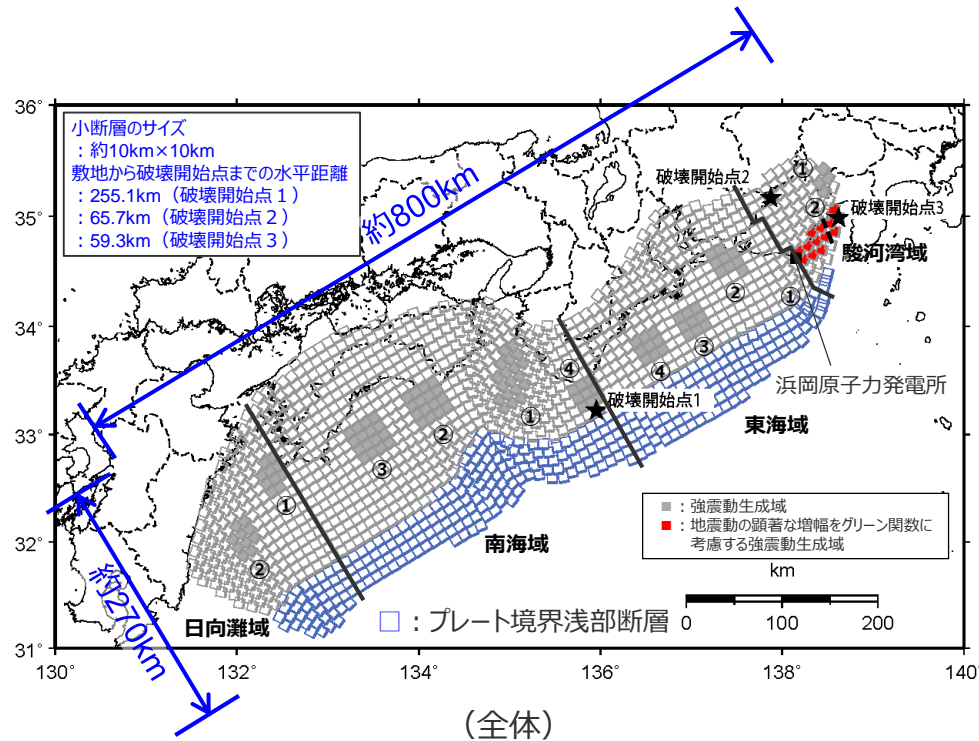 小断層のサイズ
：約10km×10km
敷地から破壊開始点までの水平距離
：255.1km（破壊開始点１）
：65.7km（破壊開始点２）
：59.3km（破壊開始点３）
約800km
約270km
36°
35°
34°
33°
32°
31°
130
132
134
136
138
140
破壊開始点2
①
②
破壊開始点3
駿河湾域
②
①
③
④
④
浜岡原子力発電所
破壊開始点1
東海域
①
②
③
南海域
①
②
日向灘域
：強震動生成域
：地震動の顕著な増幅をグリーン関数に
考慮する強震動生成域
km
0
100
200
：プレート境界浅部断層
（全体）